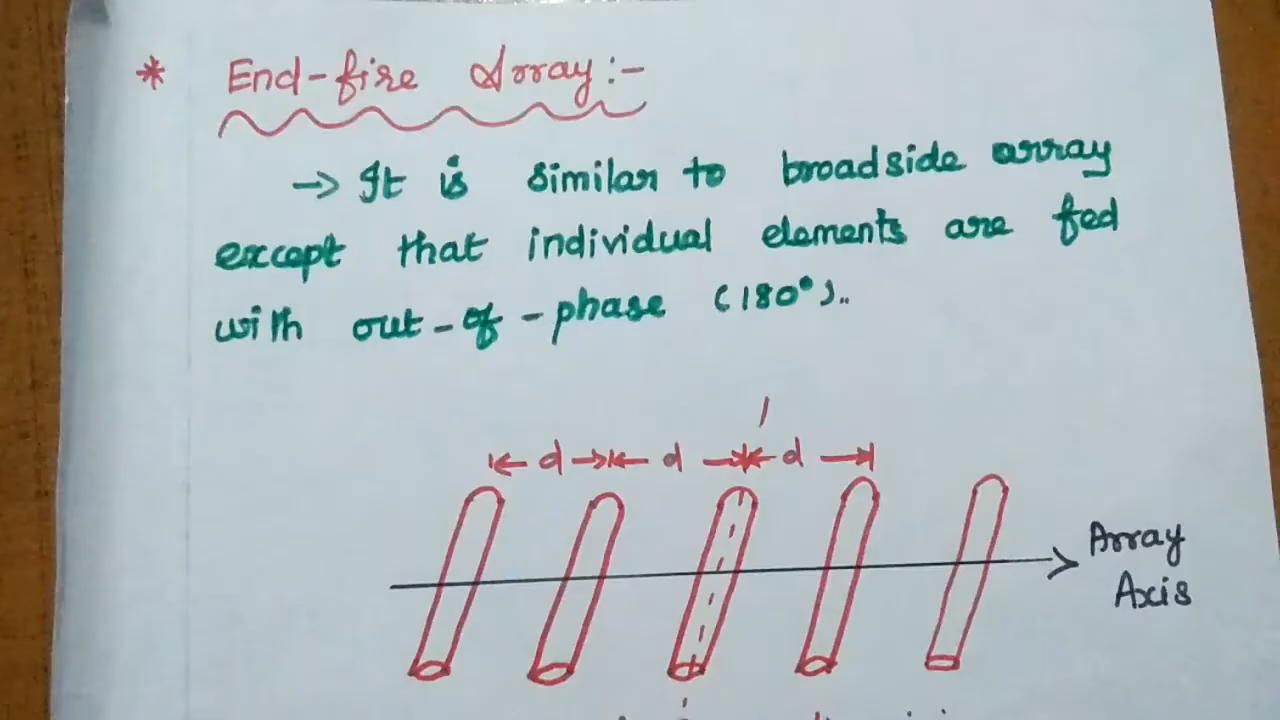 * End-fire Array:-
→ It is similar to broadside array
except that individual elements are fed
with out-of-phase (180°)..
d d d
Array
Axis